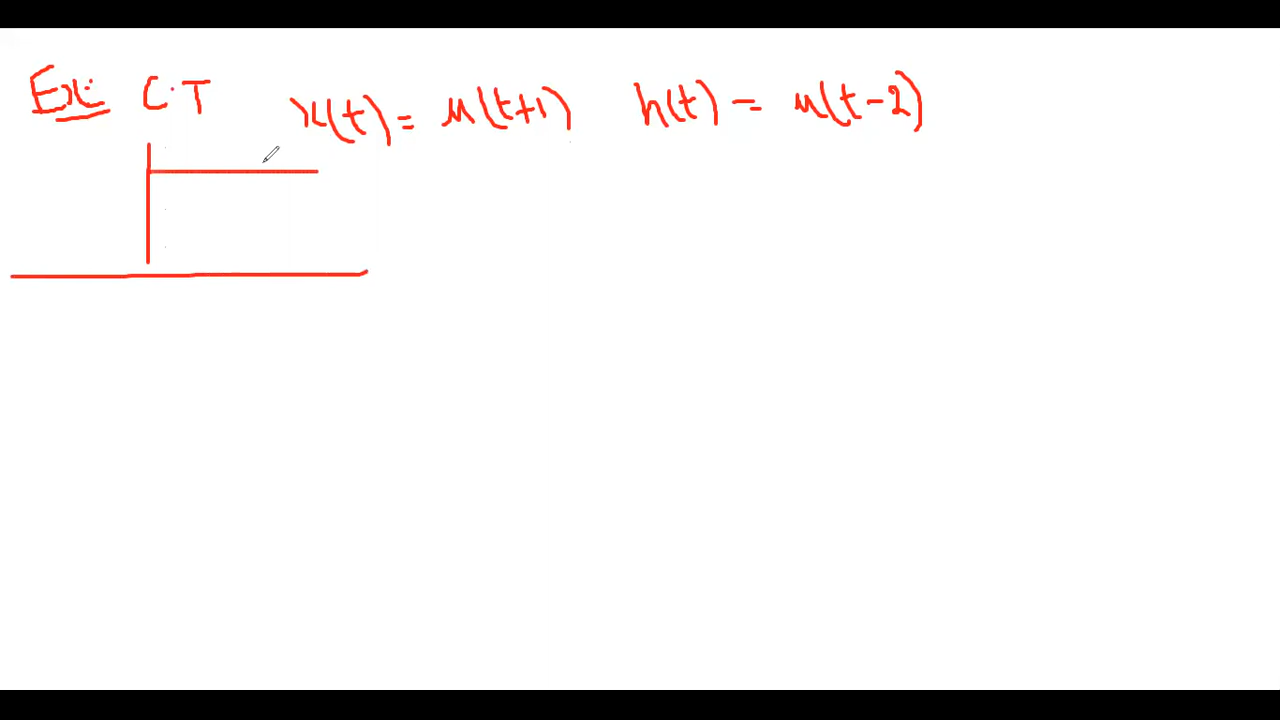 Ex:- C.T x(t) = u(t+1) h(t) = u(t-2)